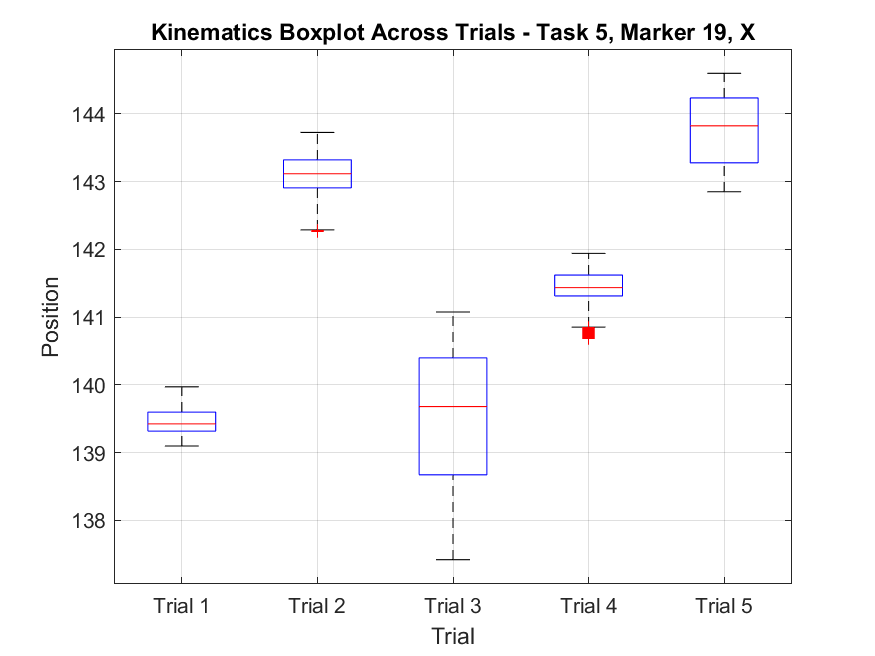 Kinematics Boxplot Across Trials - Task 5, Marker 19, X
144
143
142
141
140
139
138
Position
Trial 1 Trial 2 Trial 3 Trial 4 Trial 5
Trial